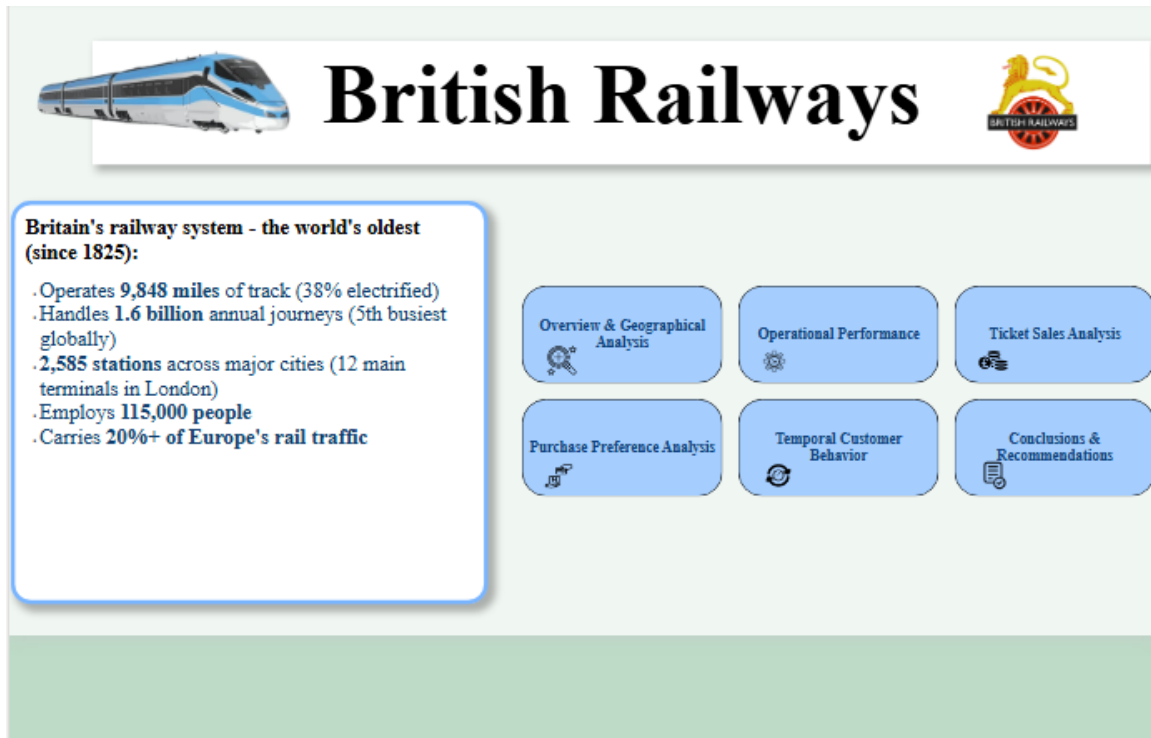 British Railways
BRITISH RAILWAYS
Britain's railway system - the world's oldest
(since 1825):
Operates 9,848 miles of track (38% electrified)
Handles 1.6 billion annual journeys (5th busiest
globally)
2,585 stations across major cities (12 main
terminals in London)
Employs 115,000 people
Carries 20%+ of Europe's rail traffic
Overview & Geographical
Analysis
Operational Performance
Ticket Sales Analysis
Purchase Preference Analysis
Temporal Customer
Behavior
Conclusions &
Recommendations